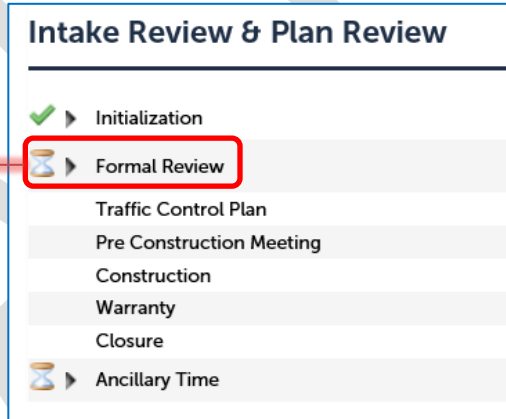 Intake Review & Plan Review
Initialization
Formal Review
Traffic Control Plan
Pre Construction Meeting
Construction
Warranty
Closure
Ancillary Time